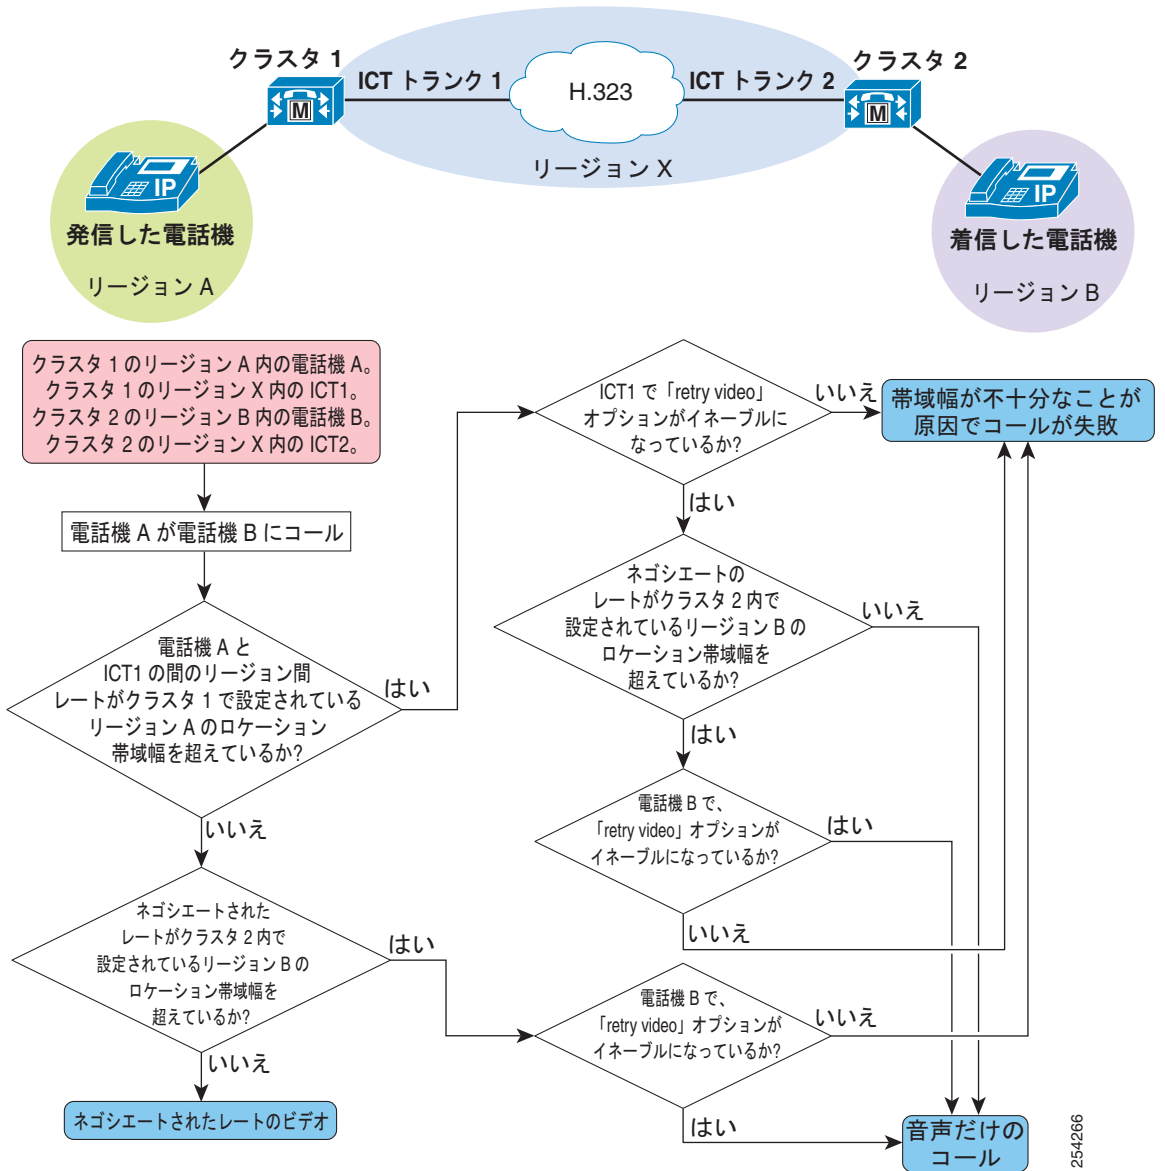 クラスタ 1
ICT トランク 1
H.323
ICT トランク 2
クラスタ 2
M
M
リージョン X
IP
発信した電話機
リージョン A
IP
着信した電話機
リージョン B
クラスタ 1 のリージョン A 内の電話機 A。
クラスタ 1 のリージョン X 内の ICT1。
クラスタ 2 のリージョン B 内の電話機 B。
クラスタ 2 のリージョン X 内の ICT2。
電話機 A が電話機 B にコール
電話機 A と
ICT1 の間のリージョン間
レートがクラスタ 1 で設定されている
リージョン A のロケーション
帯域幅を超えているか?
はい
いいえ
ネゴシエートされた
レートがクラスタ 2 内で
設定されているリージョン B の
ロケーション帯域幅を
超えているか?
はい
いいえ
ネゴシエートされたレートのビデオ
ICT1 で「retry video」
オプションがイネーブルに
なっているか?
いいえ
はい
帯域幅が不十分なことが
原因でコールが失敗
ネゴシエートの
レートがクラスタ 2 内で
設定されているリージョン B の
ロケーション帯域幅を
超えているか?
いいえ
はい
電話機 B で、
「retry video」オプションが
イネーブルになっているか?
はい
いいえ
電話機 B で、
「retry video」オプションが
イネーブルになっているか?
いいえ
はい
音声だけの
コール
254266